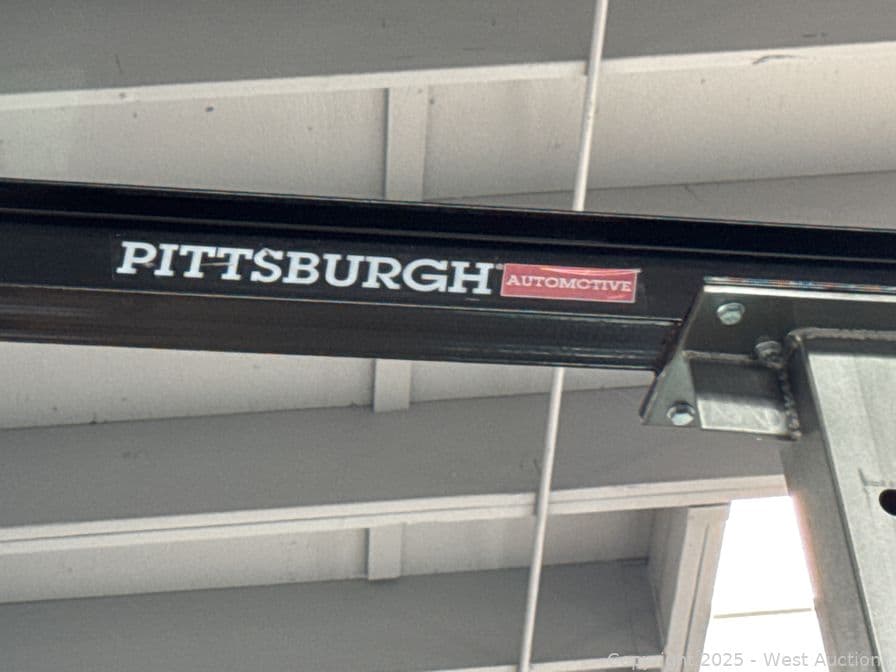 PITTSBURGH AUTOMOTIVE
Copyright 2025 - West Auction